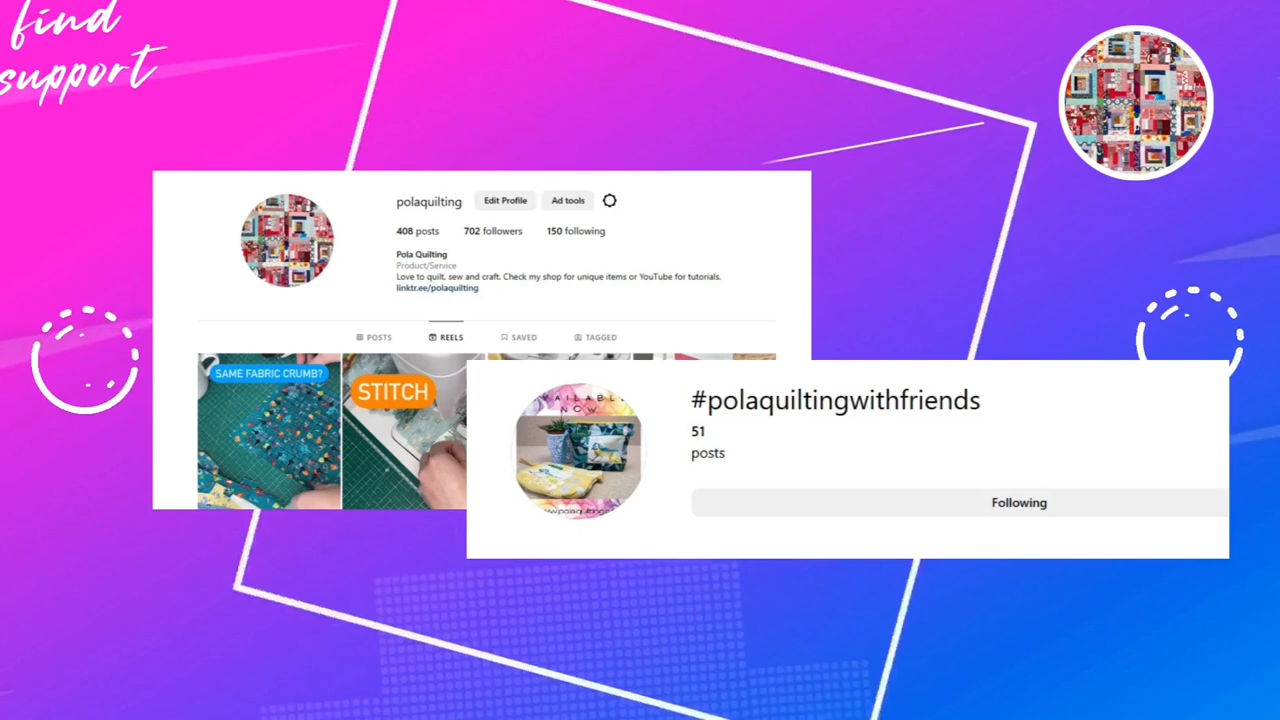 find
support
polaquilting Edit Profile Ad tools
408 posts 702 followers 150 following
Pola Quilting
Product/Service
Love to quilt, sew and craft. Check my shop for unique items or YouTube for tutorials.
linktr.ee/polaquilting
POSTS REELS SAVED TAGGED
SAME FABRIC CRUMB?
STITCH
NOW
#polaquiltingwithfriends
51
posts
Following